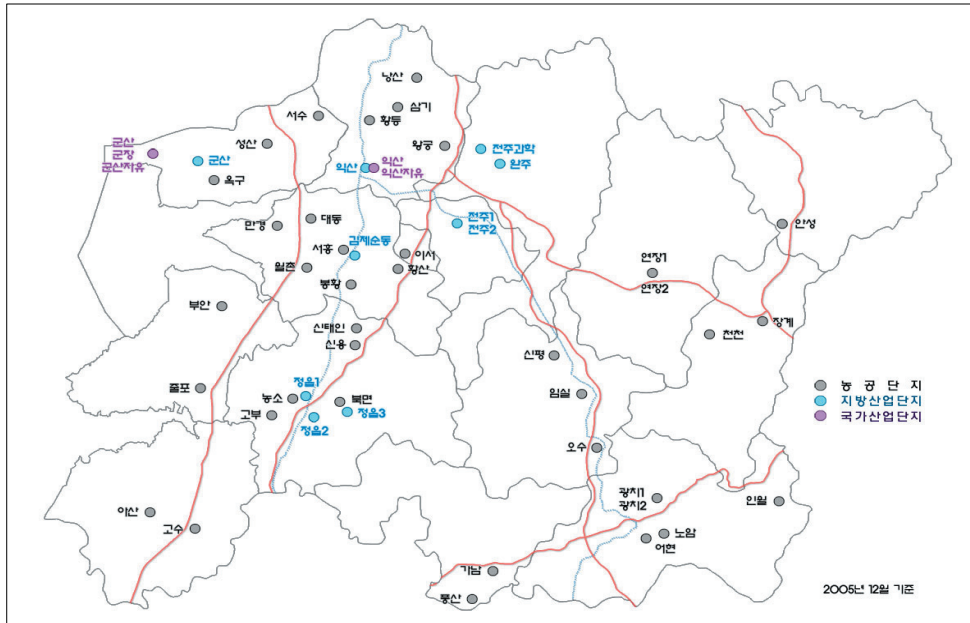 낭산
삼기
황등
서수
성산
왕궁
군산
군장
군산자유
군산
옥구
익산
익산
익산자유
전주과학
완주
대동
만경
전주1
전주2
안성
서흥
김제순동
이서
황산
월촌
봉황
연장1
연장2
부안
신태인
신용
천천
장계
신평
줄포
농소
정읍1
북면
고부
정읍2
정읍3
임실
농 공 단 지
지방산업단지
국가산업단지
오수
광치1
광치2
인월
아산
고수
노암
어현
가남
풍산
2005년 12월 기준